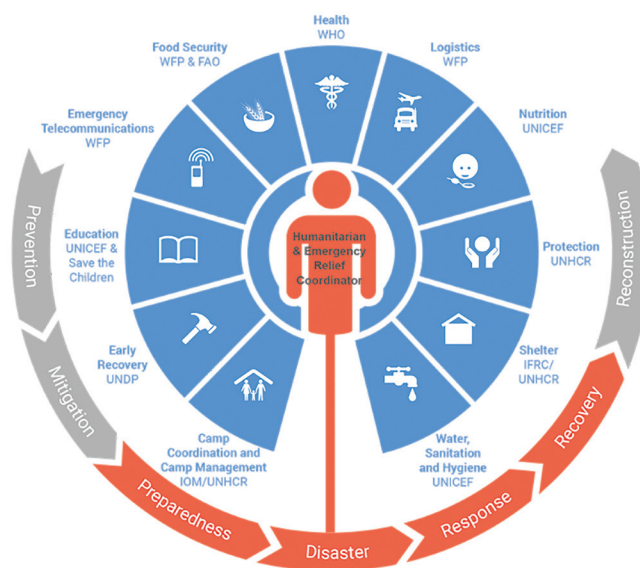 Health
WHO
Food Security
WFP & FAO
Logistics
WFP
Emergency
Telecommunications
WFP
Nutrition
UNICEF
Education
UNICEF &
Save the
Children
Humanitarian
& Emergency
Relief
Coordinator
Protection
UNHCR
Early
Recovery
UNDP
Shelter
IFRC/
UNHCR
Camp
Coordination and
Camp Management
IOM/UNHCR
Water,
Sanitation
and Hygiene
UNICEF
Prevention
Mitigation
Preparedness
Disaster
Response
Recovery
Reconstruction